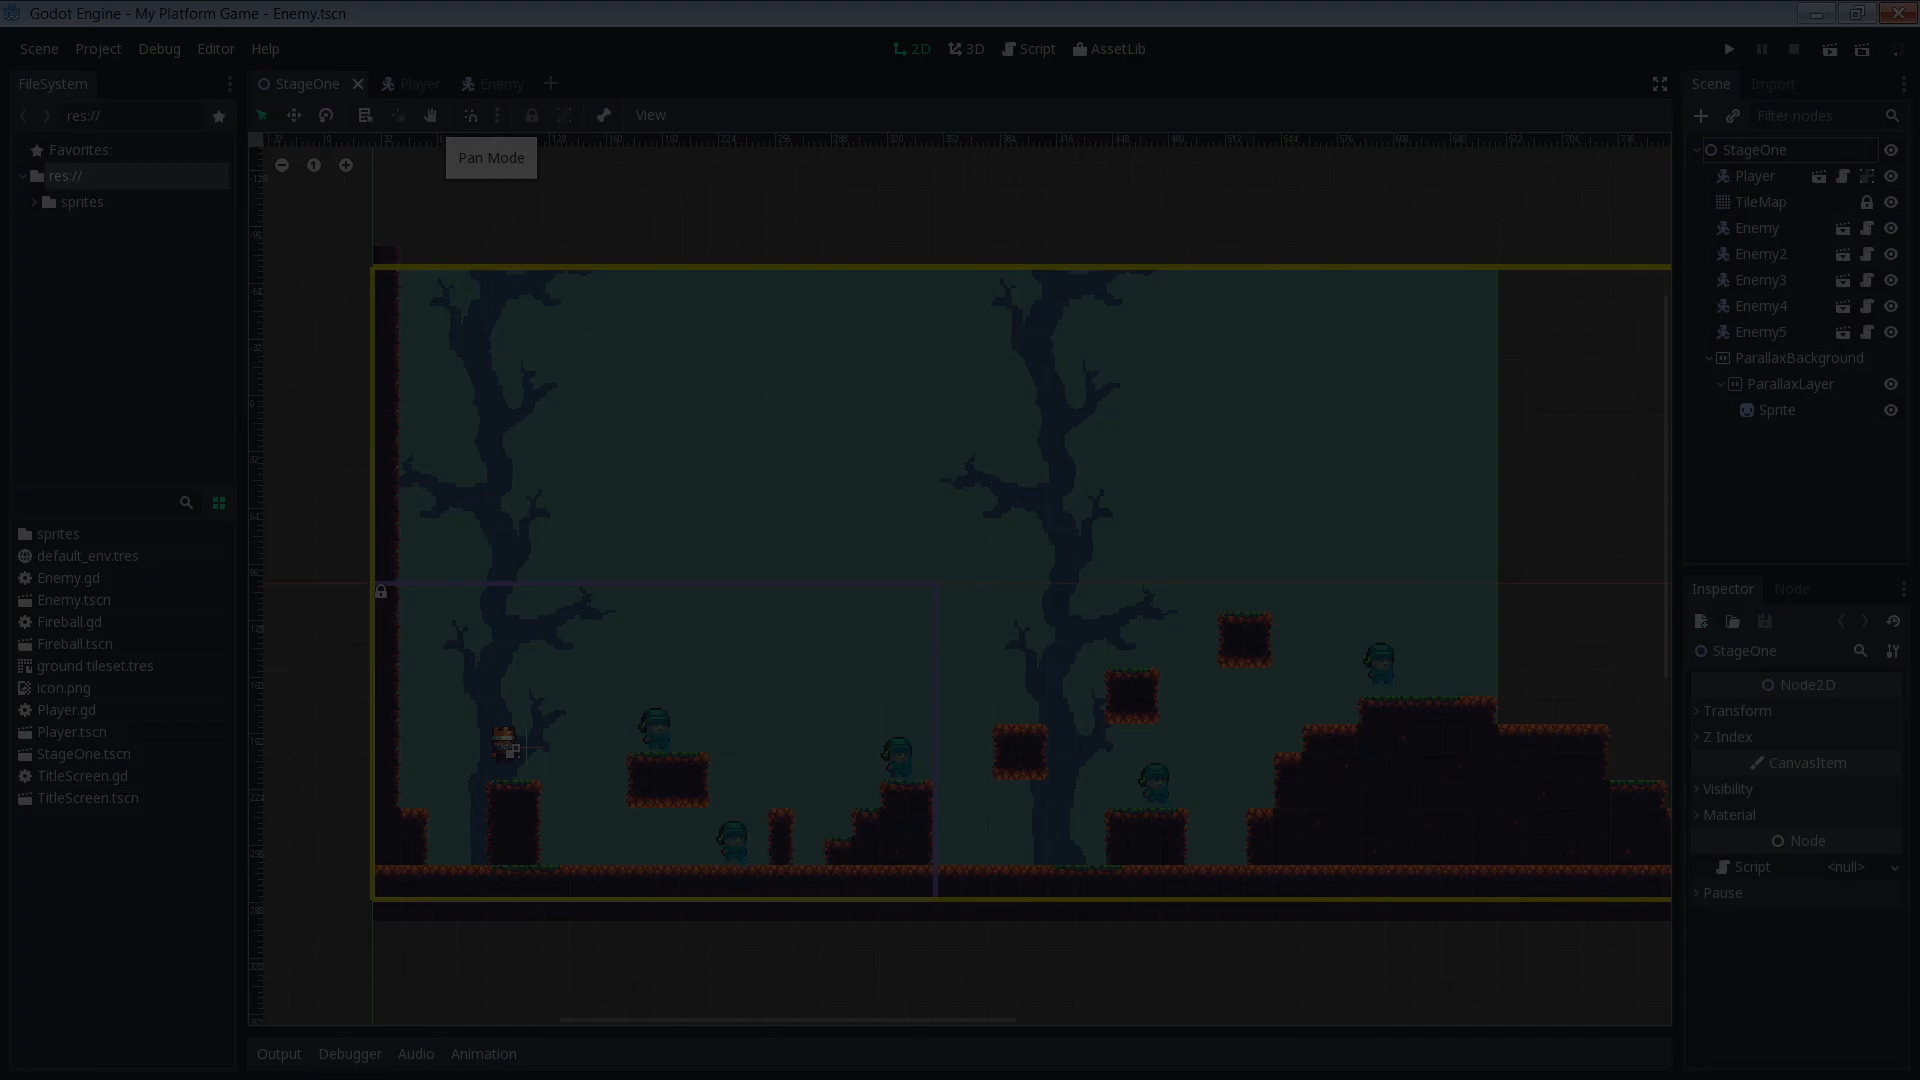 Godot Engine - My Platform Game - Enemy.tscn
Scene Project Debug Editor Help
2D 3D Script AssetLib
FileSystem
StageOne Player Enemy
Scene Import
res://
View
Filter nodes
Pan Mode
Favorites:
res://
sprites
StageOne
Player
TileMap
Enemy
Enemy2
Enemy3
Enemy4
Enemy5
ParallaxBackground
ParallaxLayer
Sprite
sprites
default_env.tres
Enemy.gd
Enemy.tscn
Fireball.gd
Fireball.tscn
ground tileset.tres
icon.png
Player.gd
Player.tscn
StageOne.tscn
TitleScreen.gd
TitleScreen.tscn
Inspector Node
StageOne
Node2D
Transform
Z Index
CanvasItem
Visibility
Material
Node
Script <null>
Pause
Output Debugger Audio Animation